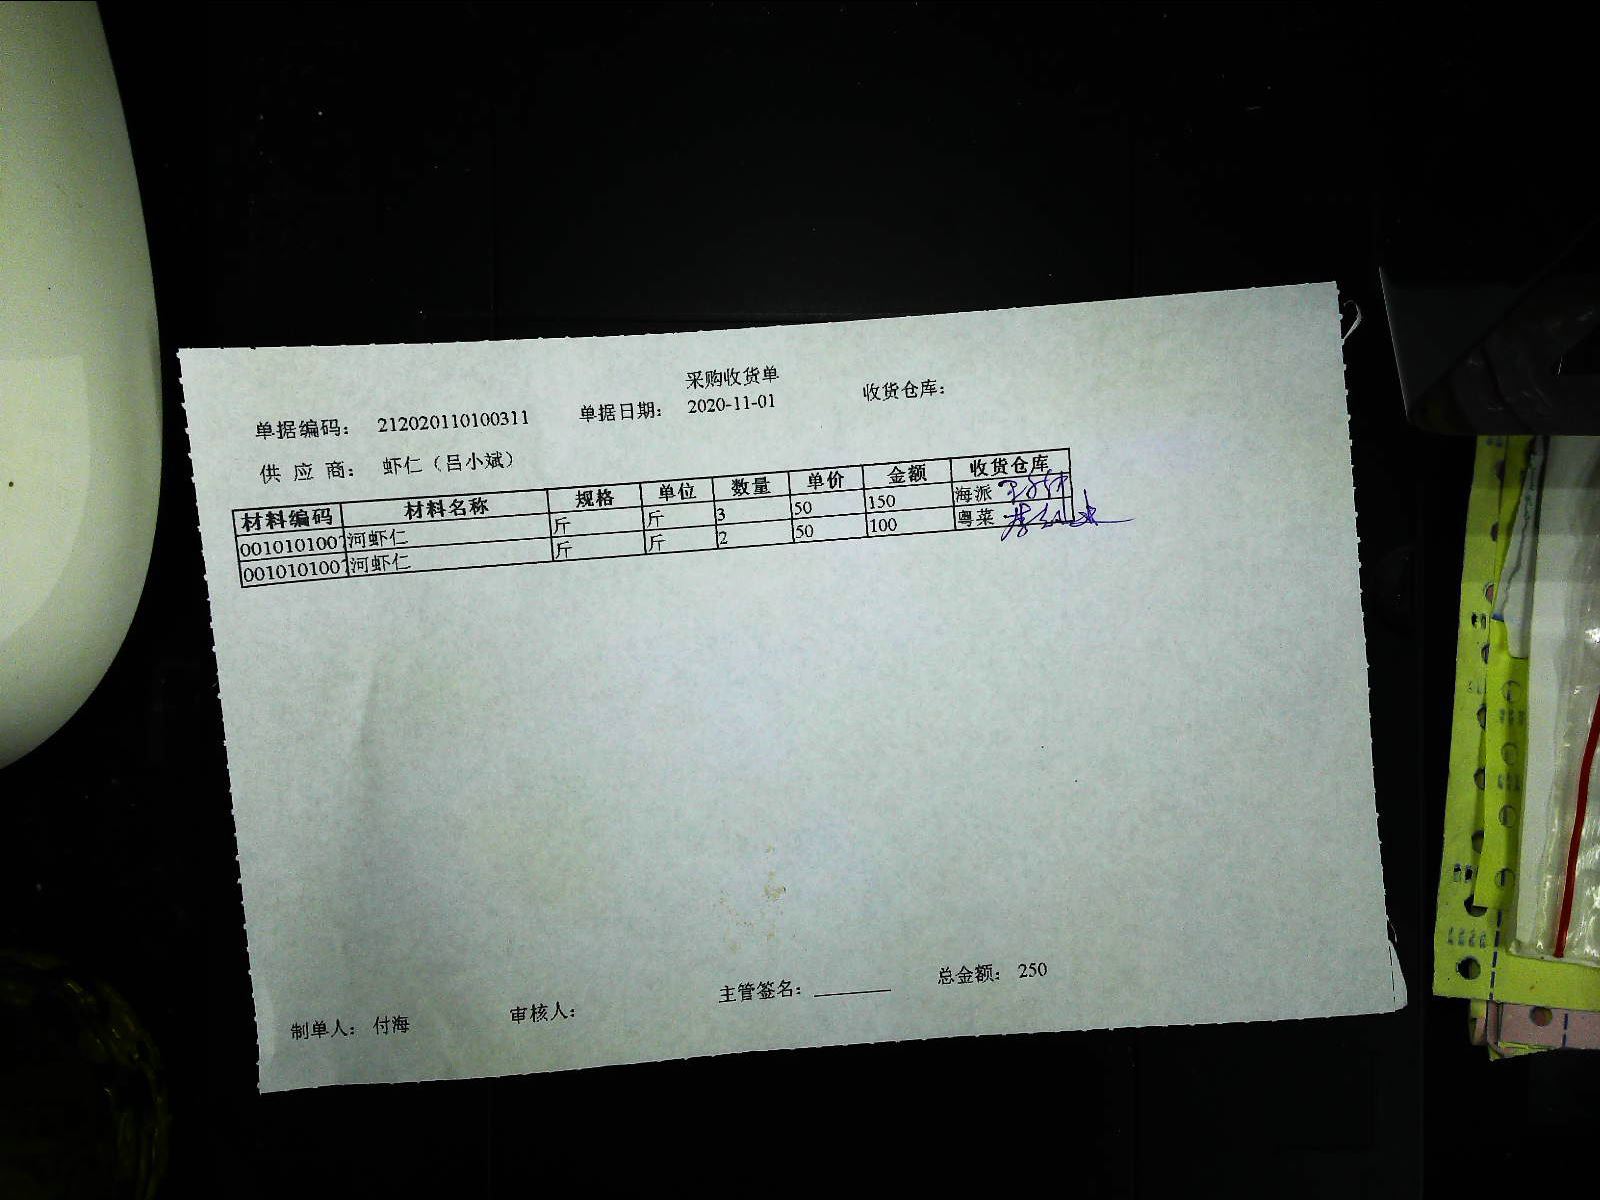 采购收货单
单据编码： 212020110100311 单据日期： 2020-11-01 收货仓库：
供 应 商： 虾仁（吕小斌）
材料编码 材料名称 规格 单位 数量 单价 金额 收货仓库
0010101007 河虾仁 斤 斤 3 50 150 海派
0010101007 河虾仁 斤 斤 2 50 100 粤菜
制单人： 付海 审核人： 主管签名： 总金额： 250